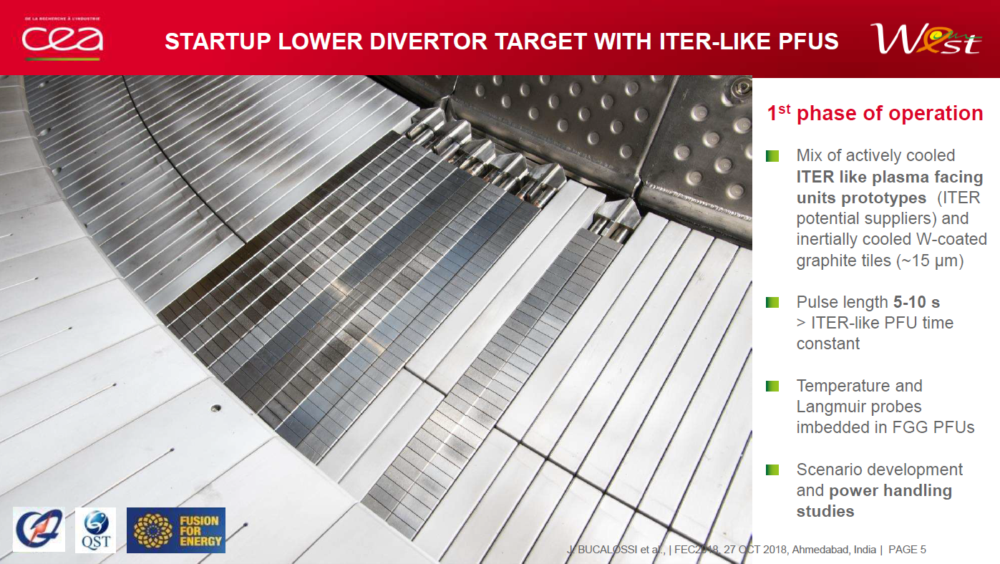 DE LA RECHERCHE À L'INDUSTRIE
cea
STARTUP LOWER DIVERTOR TARGET WITH ITER-LIKE PFUS
West
1st phase of operation
Mix of actively cooled
ITER like plasma facing
units prototypes (ITER
potential suppliers) and
inertially cooled W-coated
graphite tiles (~15 µm)
Pulse length 5-10 s
> ITER-like PFU time
constant
Temperature and
Langmuir probes
imbedded in FGG PFUs
Scenario development
and power handling
studies
QST
FUSION
FOR
ENERGY
J. BUCALOSSI et al., | FEC2018, 27 OCT 2018, Ahmedabad, India | PAGE 5